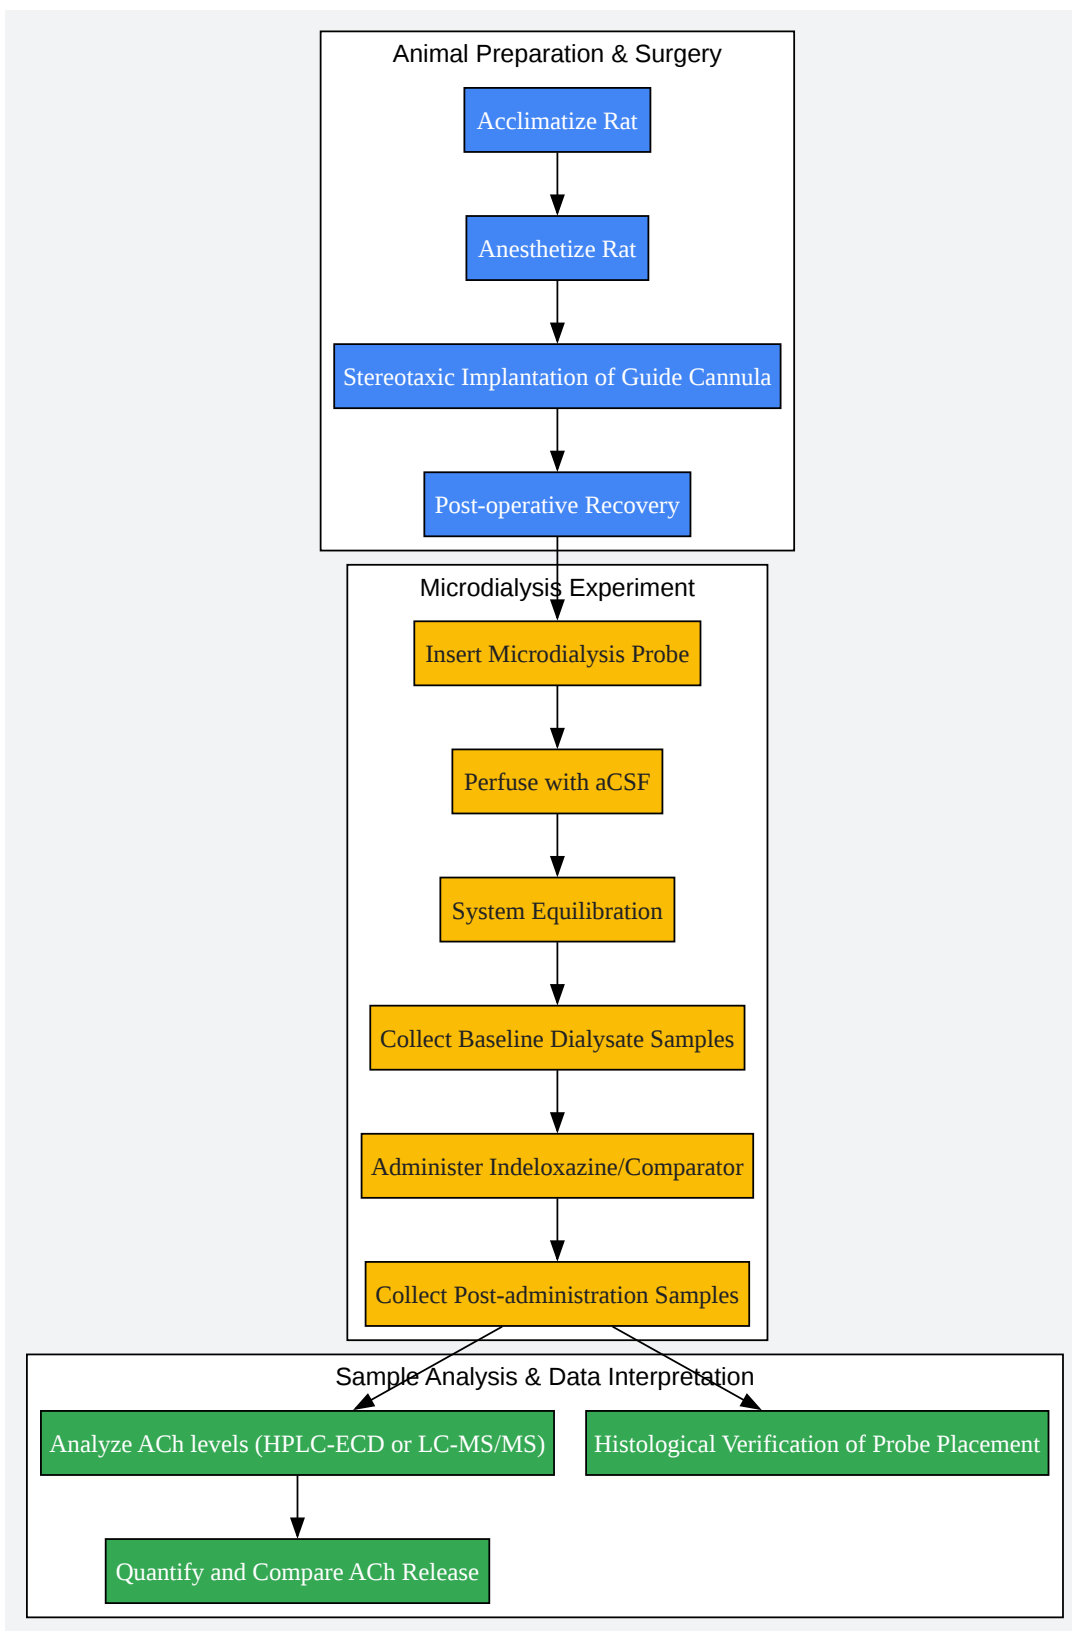 Animal Preparation & Surgery
Acclimatize Rat
Anesthetize Rat
Stereotaxic Implantation of Guide Cannula
Post-operative Recovery
Microdialysis Experiment
Insert Microdialysis Probe
Perfuse with aCSF
System Equilibration
Collect Baseline Dialysate Samples
Administer Indeloxazine/Comparator
Collect Post-administration Samples
Sample Analysis & Data Interpretation
Analyze ACh levels (HPLC-ECD or LC-MS/MS)
Histological Verification of Probe Placement
Quantify and Compare ACh Release